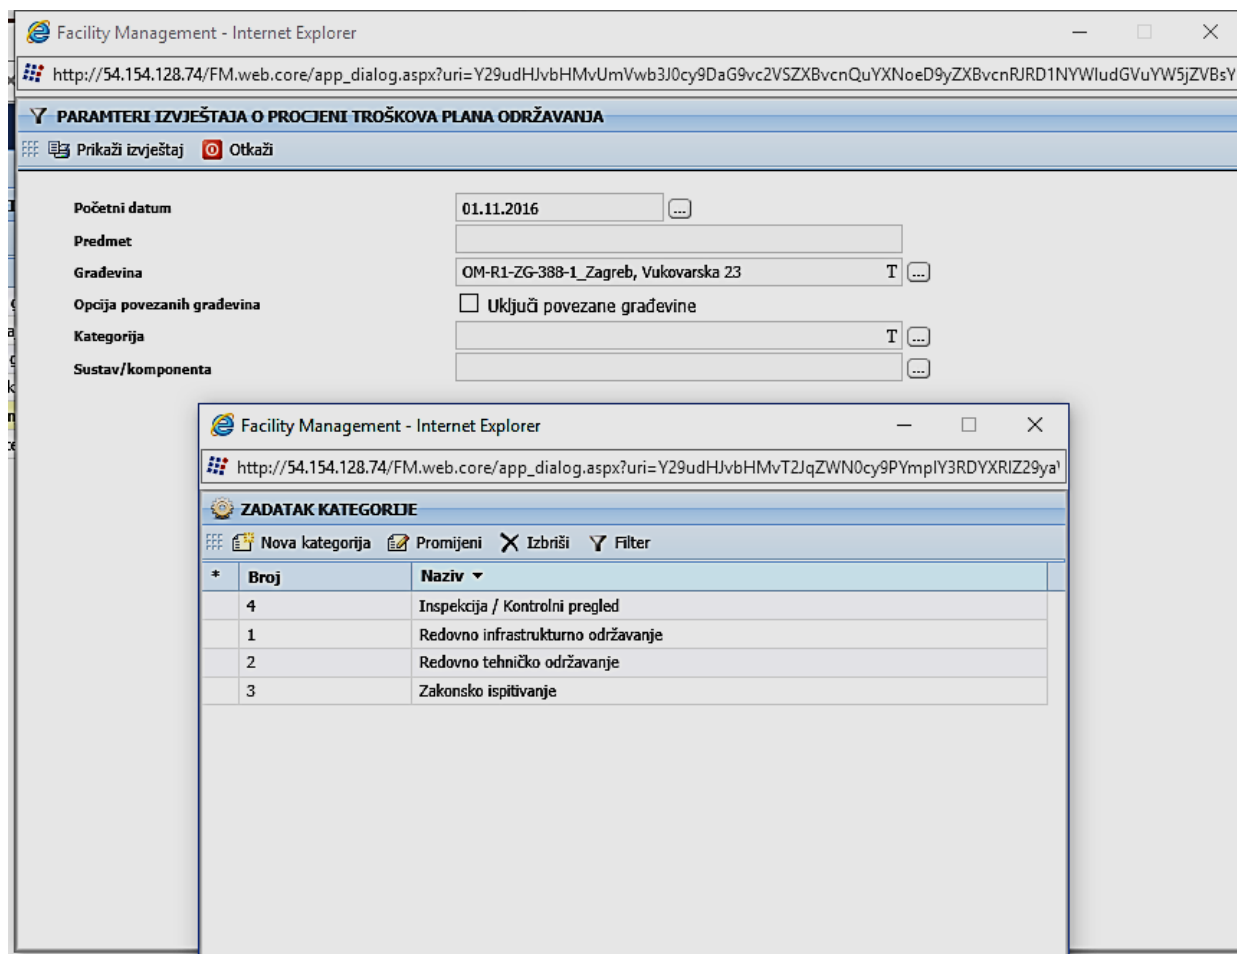 Facility Management - Internet Explorer
http://54.154.128.74/FM.web.core/app_dialog.aspx?uri=Y29udHJvbHMvUmVwb3J0cy9DaG9vc2VSZXBvcnQuYXNoeD9yZXBvcnRJRD1NYWludGVuYW5jZVBsY
PARAMTERI IZVJEŠTAJA O PROCJENI TROŠKOVA PLANA ODRŽAVANJA
Prikaži izvještaj Otkaži
Početni datum 01.11.2016 ...
Predmet
Građevina OM-R1-ZG-388-1_Zagreb, Vukovarska 23 T ...
Opcija povezanih građevina Uključi povezane građevine
Kategorija T ...
Sustav/komponenta ...
Facility Management - Internet Explorer
http://54.154.128.74/FM.web.core/app_dialog.aspx?uri=Y29udHJvbHMvT2JqZWN0cy9PYmplY3RDYXRlZ29ya
ZADATAK KATEGORIJE
Nova kategorija Promijeni Izbriši Filter
* Broj Naziv
4 Inspekcija / Kontrolni pregled
1 Redovno infrastrukturno održavanje
2 Redovno tehničko održavanje
3 Zakonsko ispitivanje